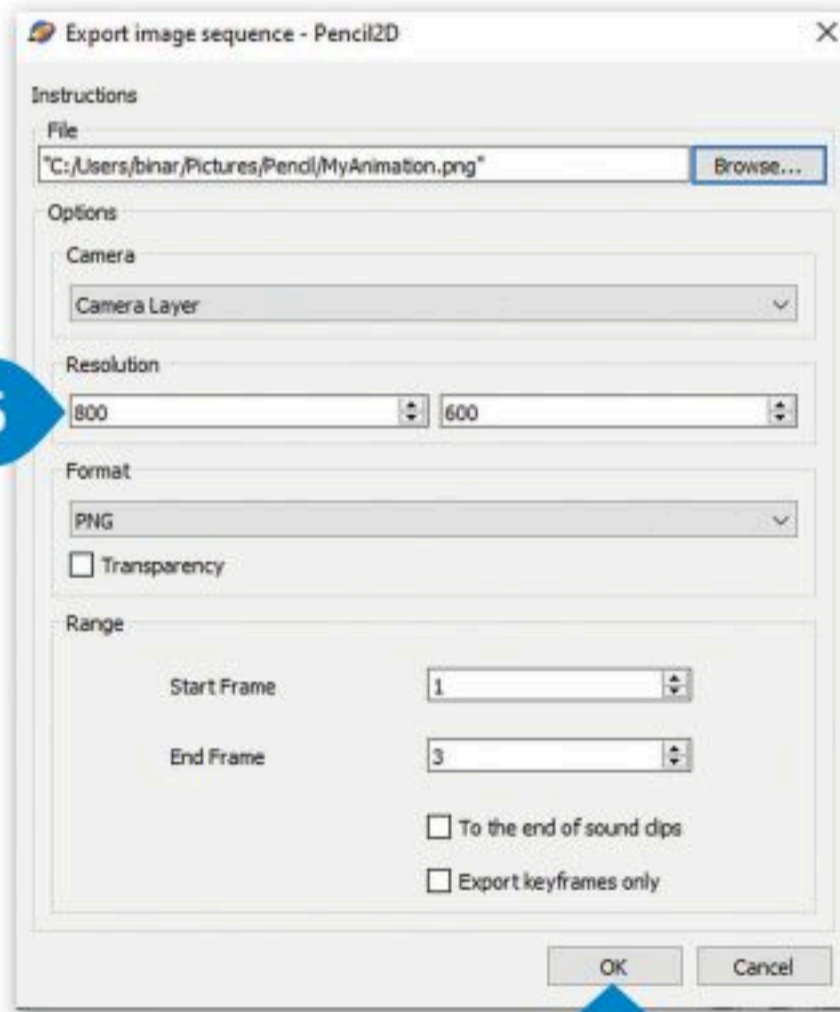 Export image sequence - Pencil2D
Instructions
File
"C:/Users/binar/Pictures/Pencil/MyAnimation.png" Browse...
Options
Camera
Camera Layer
Resolution
800 600
Format
PNG
Transparency
Range
Start Frame 1
End Frame 3
To the end of sound clips
Export keyframes only
OK Cancel